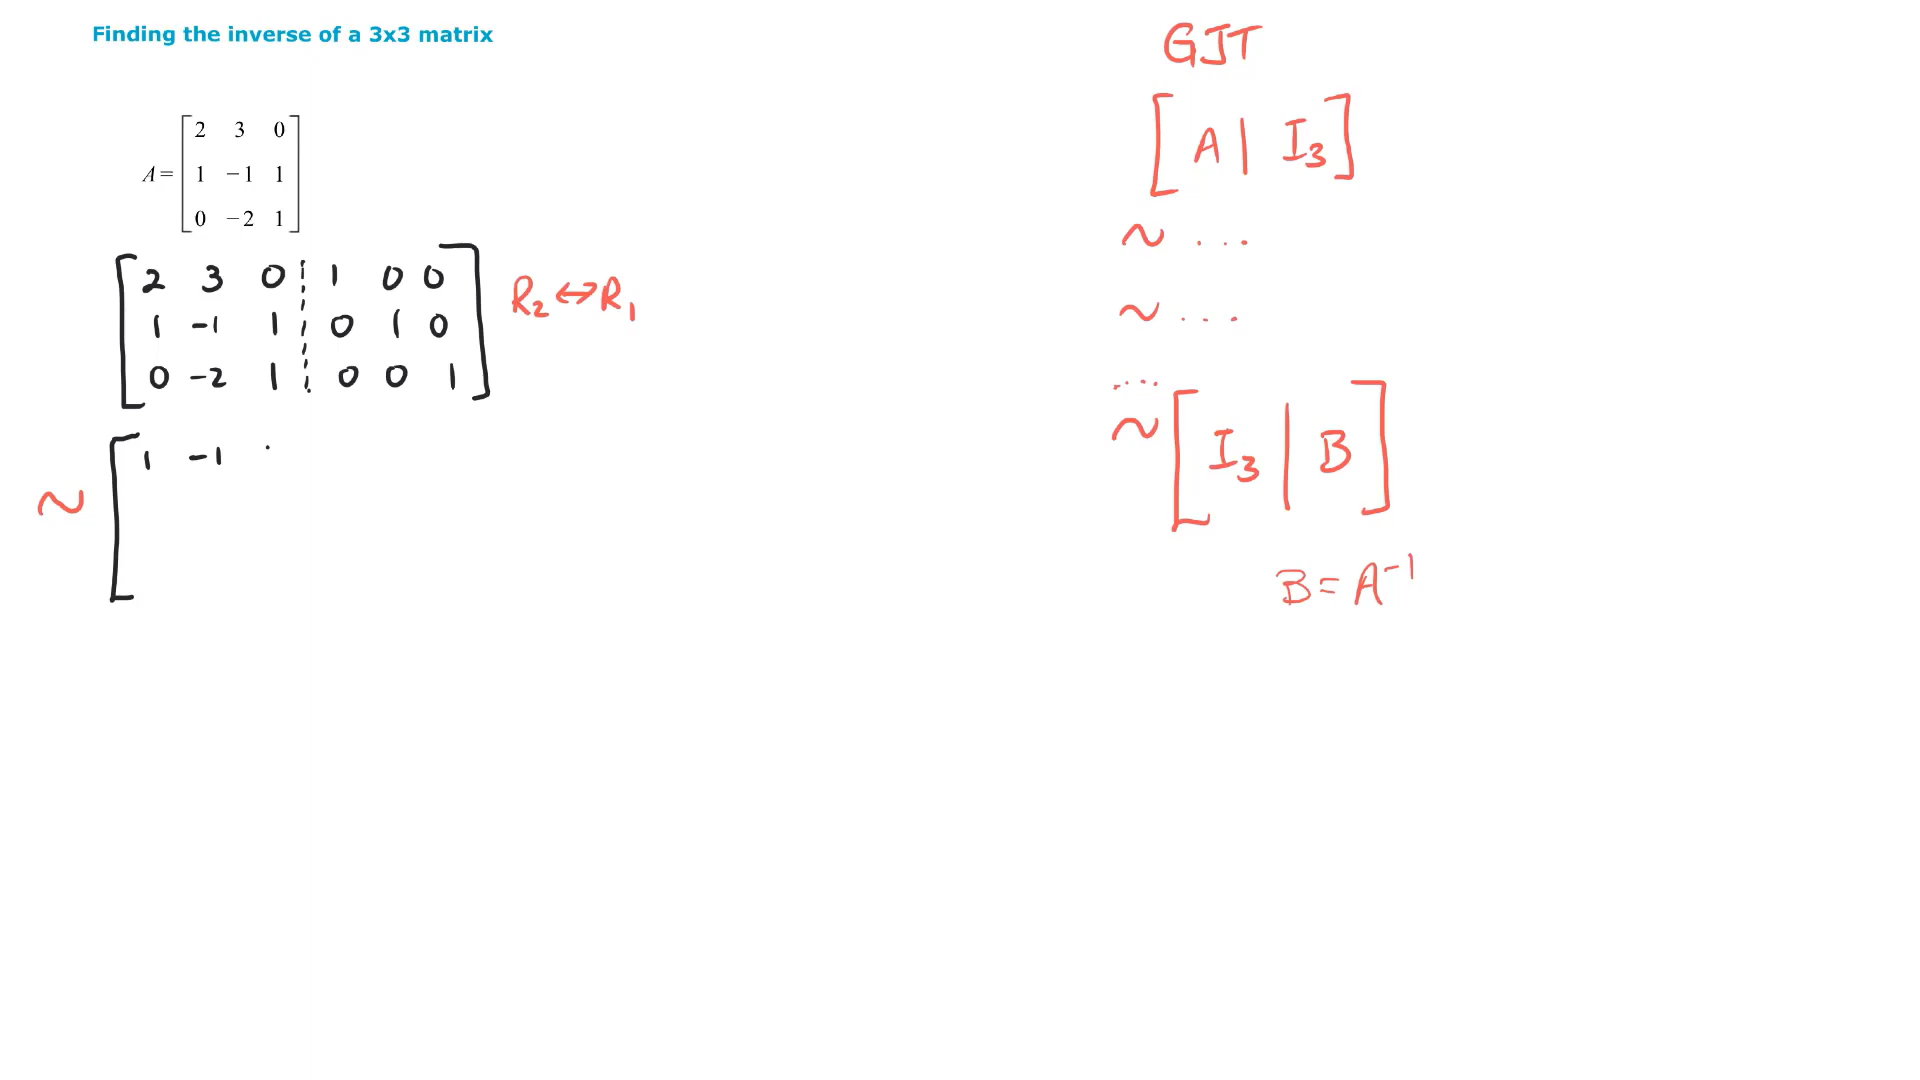 Finding the inverse of a 3x3 matrix
A = [2 3 0
1 −1 1
0 −2 1]
[2 3 0 ¦ 1 0 0
1 -1 1 ¦ 0 1 0
0 -2 1 ¦ 0 0 1] R₂ ↔ R₁
~ [1 -1 .
GJT
[A | I₃]
~ ...
~ ...
....
~ [I₃ | B]
B = A⁻¹